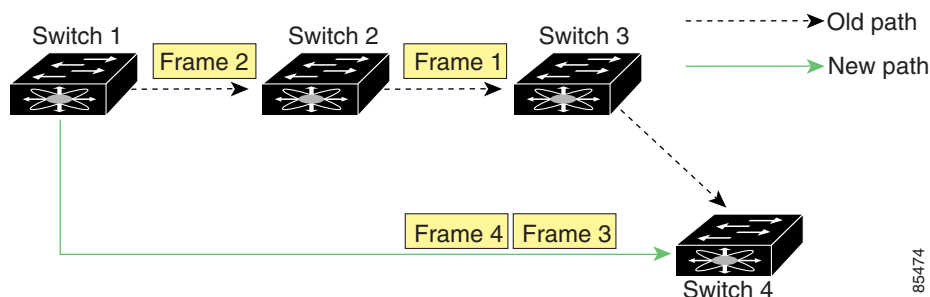 Switch 1
Switch 2
Switch 3
Old path
New path
Frame 2
Frame 1
Frame 4
Frame 3
Switch 4
85474